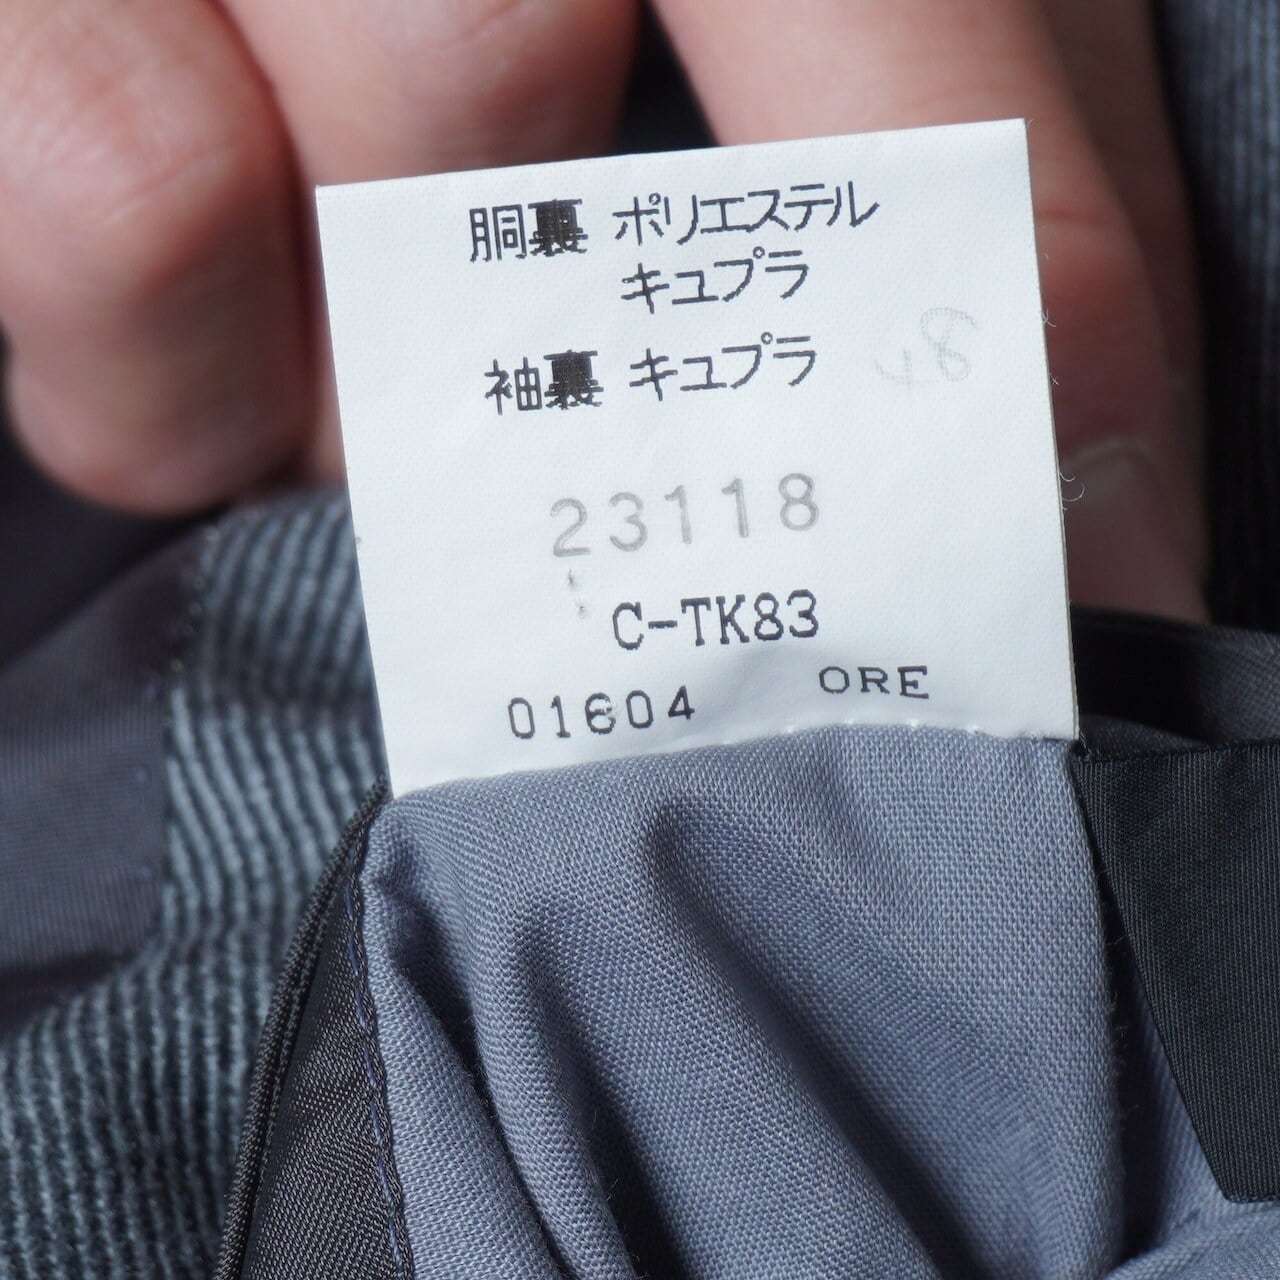 胴裏 ポリエステル
キュプラ
袖裏 キュプラ
23118
C-TK83
01604 ORE